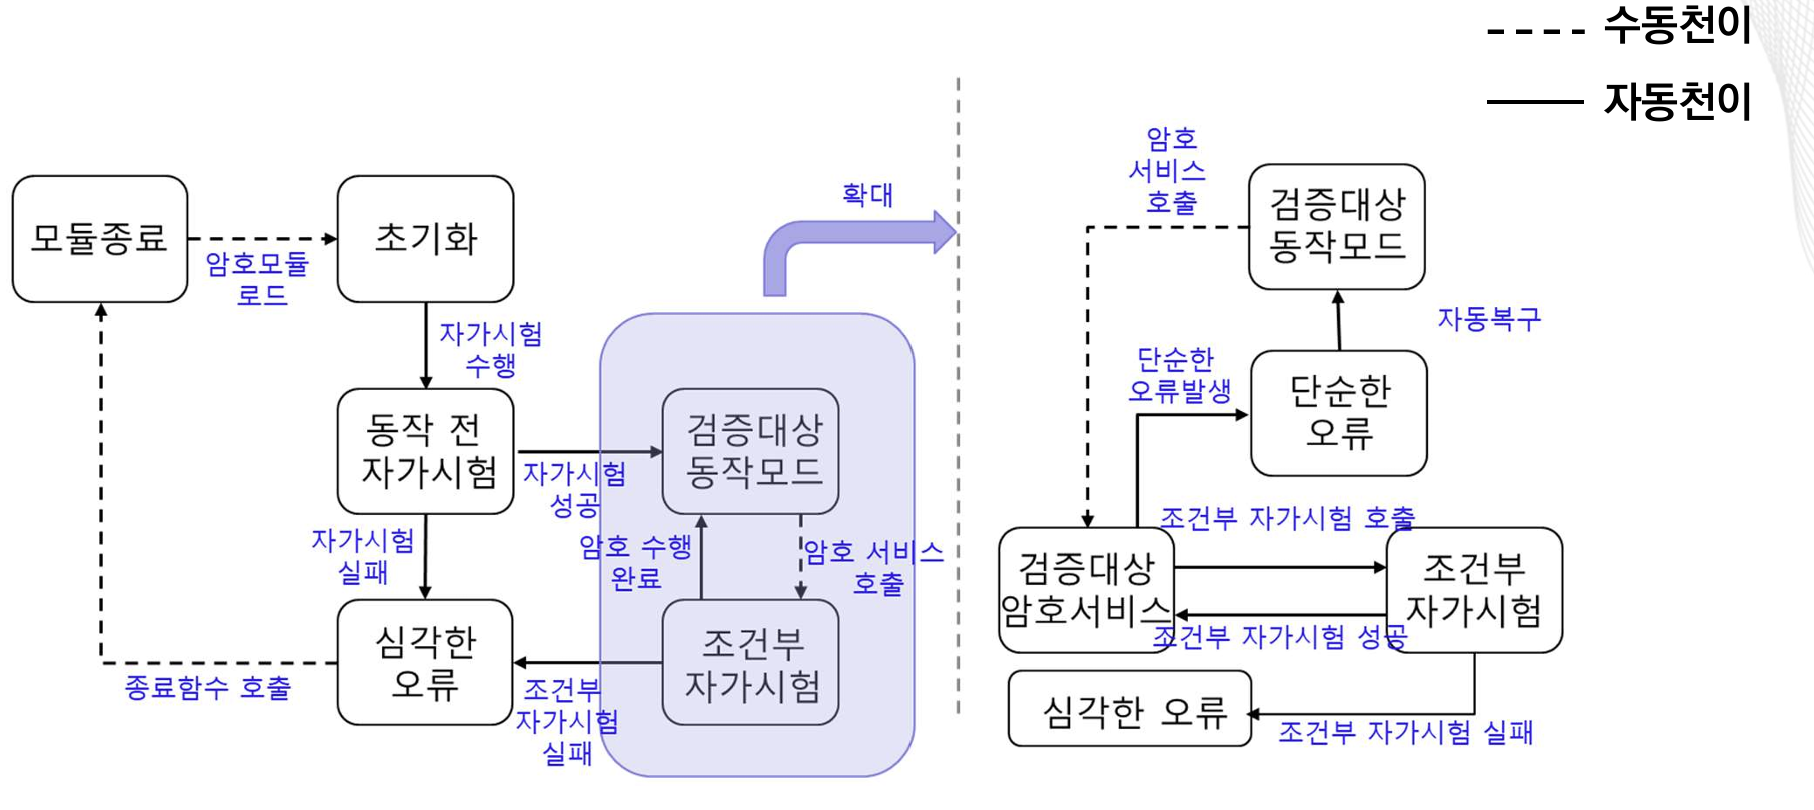 수동천이
자동천이
모듈종료
암호모듈
로드
초기화
자가시험
수행
동작 전
자가시험
자가시험
성공
자가시험
실패
심각한
오류
종료함수 호출
확대
검증대상
동작모드
암호 수행
완료
암호 서비스
호출
조건부
자가시험
조건부
자가시험
실패
암호
서비스
호출
검증대상
동작모드
자동복구
단순한
오류발생
단순한
오류
조건부 자가시험 호출
검증대상
암호서비스
조건부
자가시험
조건부 자가시험 성공
심각한 오류
조건부 자가시험 실패